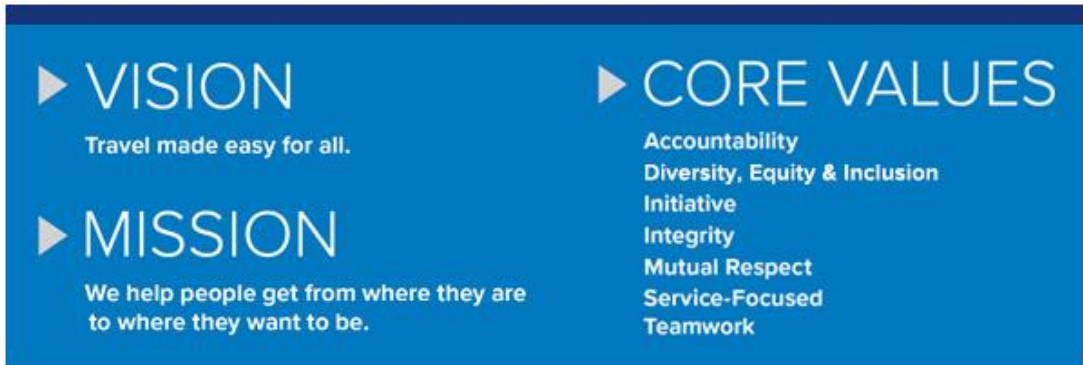 VISION
Travel made easy for all.
MISSION
We help people get from where they are
to where they want to be.
CORE VALUES
Accountability
Diversity, Equity & Inclusion
Initiative
Integrity
Mutual Respect
Service-Focused
Teamwork